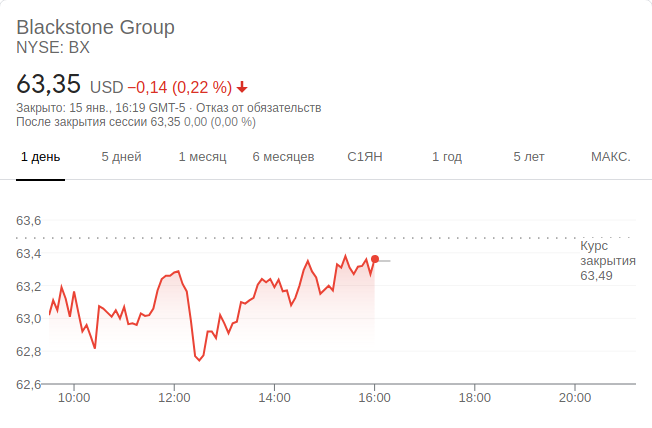 Blackstone Group
NYSE: BX
63,35 USD −0,14 (0,22 %)
Закрыто: 15 янв., 16:19 GMT-5 · Отказ от обязательств
После закрытия сессии 63,35 0,00 (0,00 %)
1 день 5 дней 1 месяц 6 месяцев С1ЯН 1 год 5 лет МАКС.
63,6
63,4
63,2
63,0
62,8
62,6
Курс
закрытия
63,49
10:00 12:00 14:00 16:00 18:00 20:00